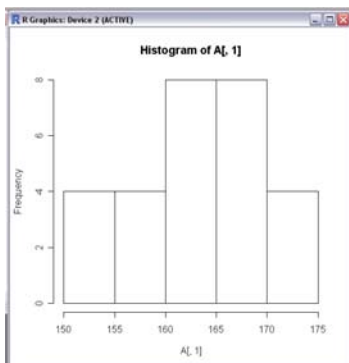 R Graphics: Device 2 (ACTIVE)
Histogram of A[, 1]
Frequency
8
6
4
2
0
150 155 160 165 170 175
A[, 1]